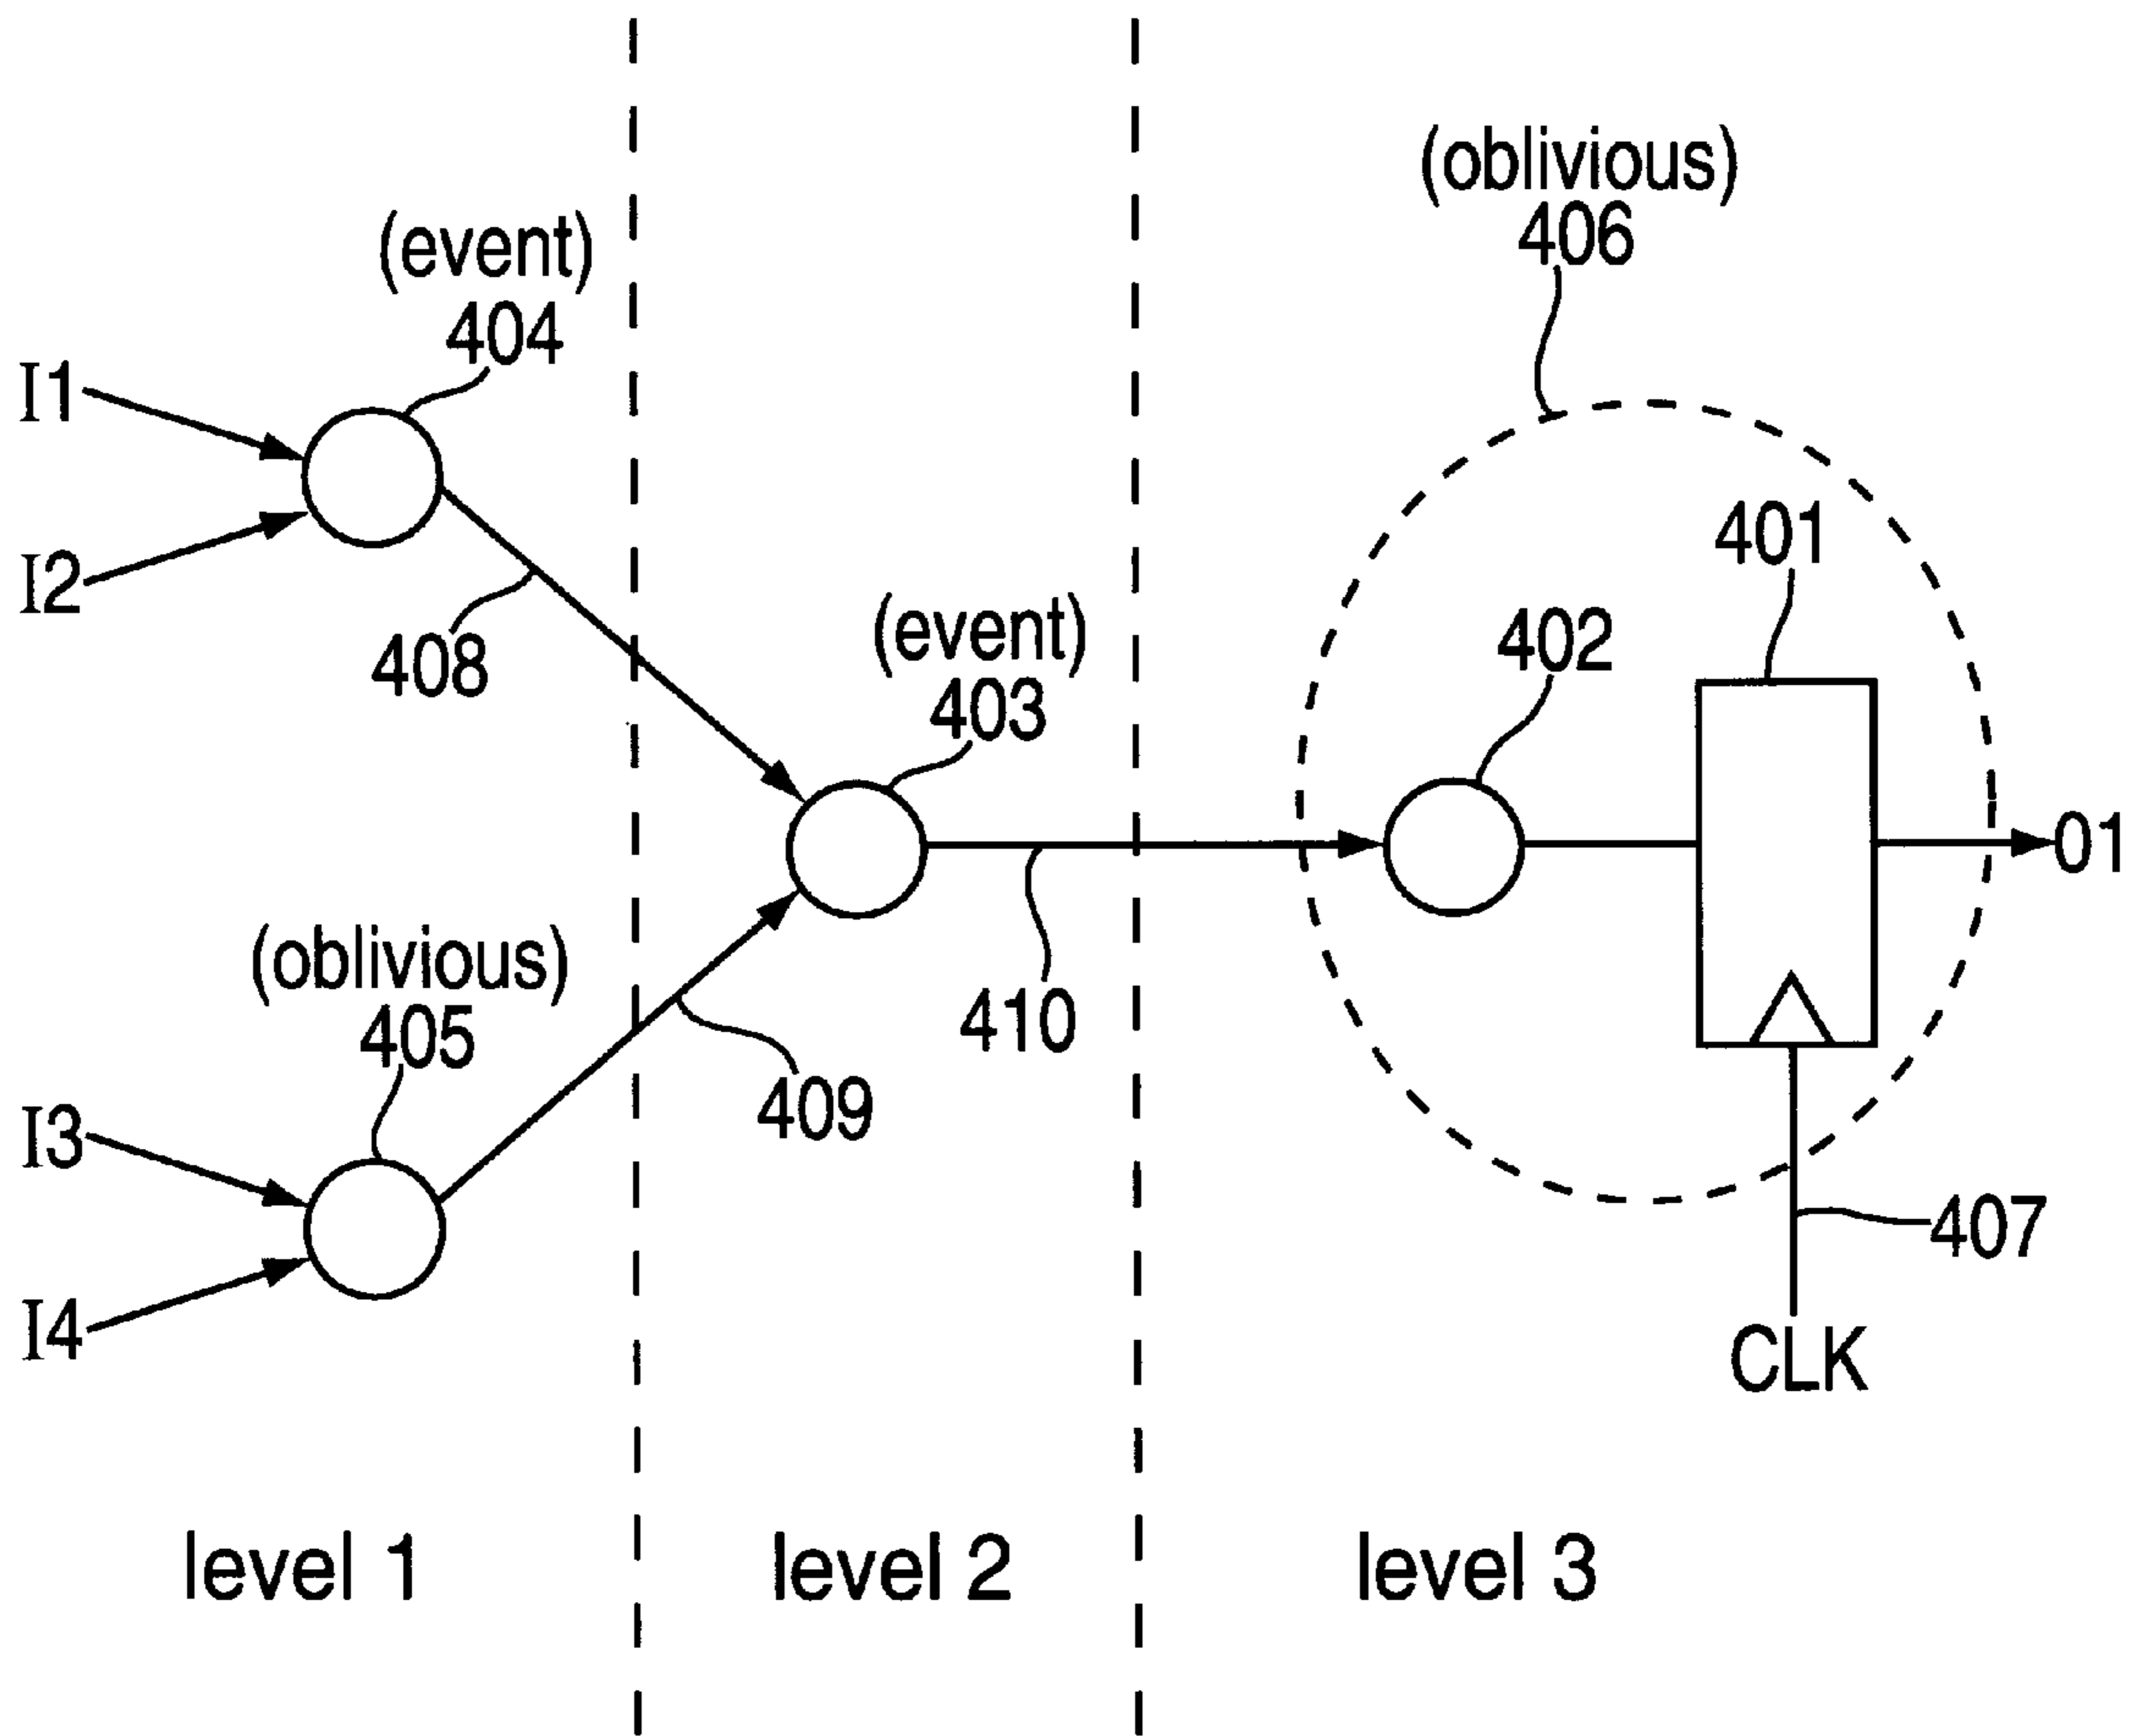 (oblivious)
406
(event)
404
I1
I2
408
401
402
(event)
403
(oblivious)
405
410
409
01
I3
I4
407
CLK
level 1
level 2
level 3